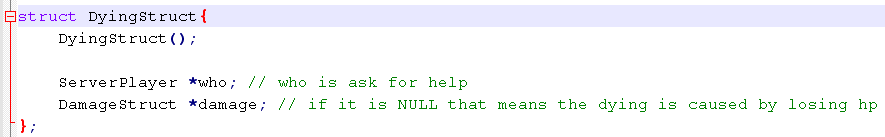 struct DyingStruct{
DyingStruct();
ServerPlayer *who; // who is ask for help
DamageStruct *damage; // if it is NULL that means the dying is caused by losing hp
};